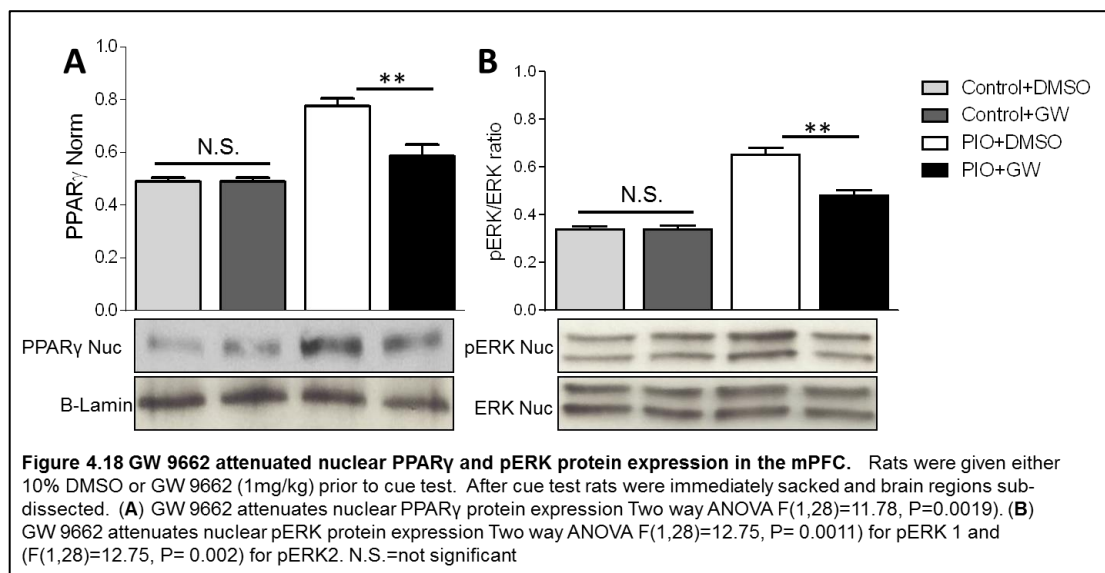 A
PPARγ Norm
1.0
0.8
0.6
0.4
0.2
0.0
N.S.
**
PPARγ Nuc
B-Lamin
B
pERK/ERK ratio
1.0
0.8
0.6
0.4
0.2
0.0
N.S.
**
pERK Nuc
ERK Nuc
Control+DMSO
Control+GW
PIO+DMSO
PIO+GW
Figure 4.18 GW 9662 attenuated nuclear PPARγ and pERK protein expression in the mPFC. Rats were given either
10% DMSO or GW 9662 (1mg/kg) prior to cue test. After cue test rats were immediately sacked and brain regions sub-
dissected. (A) GW 9662 attenuates nuclear PPARγ protein expression Two way ANOVA F(1,28)=11.78, P=0.0019). (B)
GW 9662 attenuates nuclear pERK protein expression Two way ANOVA F(1,28)=12.75, P= 0.0011) for pERK 1 and
(F(1,28)=12.75, P= 0.002) for pERK2. N.S.=not significant